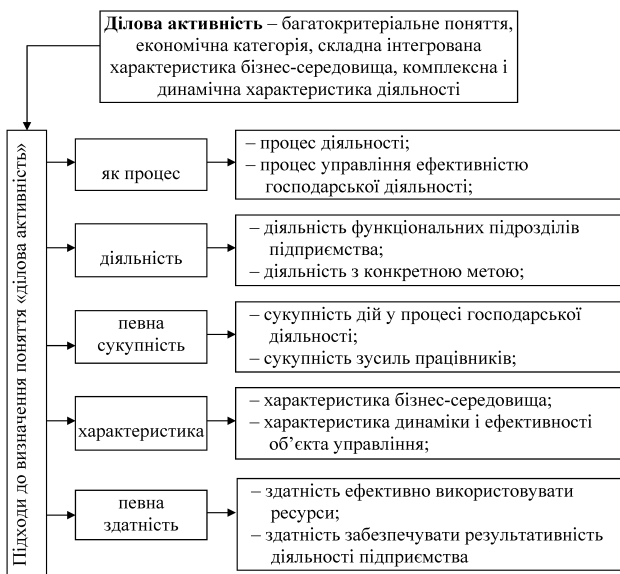 Ділова активність – багатокритеріальне поняття,
економічна категорія, складна інтегрована
характеристика бізнес-середовища, комплексна і
динамічна характеристика діяльності
Підходи до визначення поняття «ділова активність»
як процес
– процес діяльності;
– процес управління ефективністю
господарської діяльності;
діяльність
– діяльність функціональних підрозділів
підприємства;
– діяльність з конкретною метою;
певна
сукупність
– сукупність дій у процесі господарської
діяльності;
– сукупність зусиль працівників;
характеристика
– характеристика бізнес-середовища;
– характеристика динаміки і ефективності
об’єкта управління;
певна
здатність
– здатність ефективно використовувати
ресурси;
– здатність забезпечувати результативність
діяльності підприємства